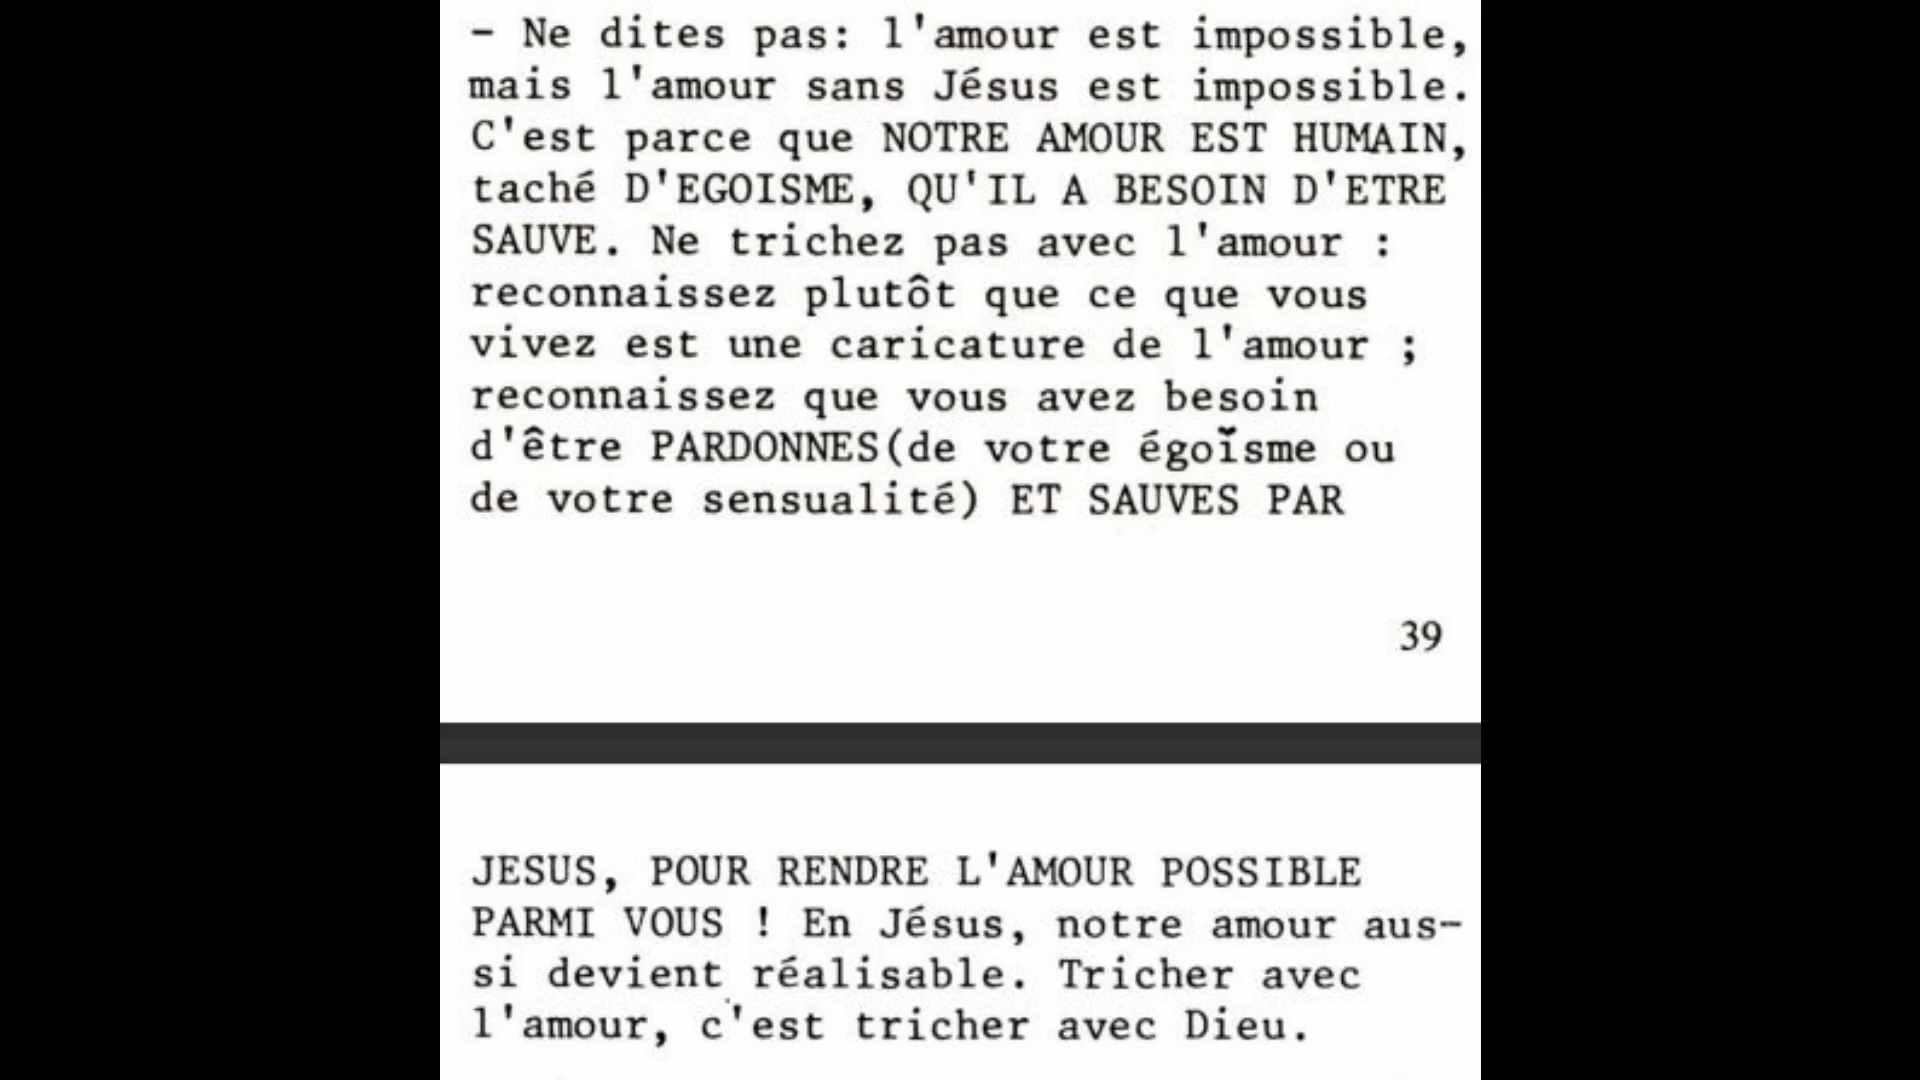 - Ne dites pas: l'amour est impossible,
mais l'amour sans Jésus est impossible.
C'est parce que NOTRE AMOUR EST HUMAIN,
taché D'EGOISME, QU'IL A BESOIN D'ETRE
SAUVE. Ne trichez pas avec l'amour :
reconnaissez plutôt que ce que vous
vivez est une caricature de l'amour ;
reconnaissez que vous avez besoin
d'être PARDONNES(de votre égoïsme ou
de votre sensualité) ET SAUVES PAR
39
JESUS, POUR RENDRE L'AMOUR POSSIBLE
PARMI VOUS ! En Jésus, notre amour aus-
si devient réalisable. Tricher avec
l'amour, c'est tricher avec Dieu.